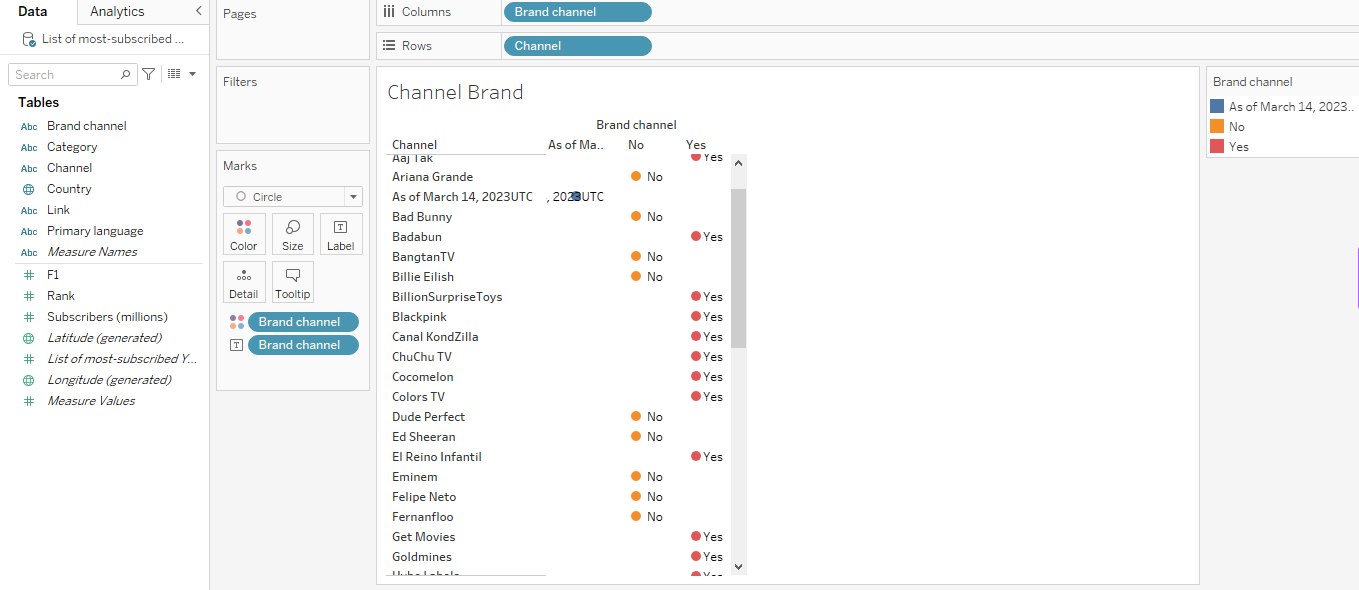 Data
Analytics
List of most-subscribed ...
Search
Tables
Abc Brand channel
Abc Category
Abc Channel
Country
Abc Link
Abc Primary language
Abc Measure Names
F1
Rank
Subscribers (millions)
Latitude (generated)
List of most-subscribed Y...
Longitude (generated)
Measure Values
Pages
Filters
Marks
Circle
Color Size T Label
Detail Tooltip
Brand channel
T Brand channel
Columns Brand channel
Rows Channel
Channel Brand
Brand channel
Channel As of Ma.. No Yes
Aaj Tak Yes
Ariana Grande No
As of March 14, 2023UTC , 2023UTC
Bad Bunny No
Badabun Yes
BangtanTV No
Billie Eilish No
BillionSurpriseToys Yes
Blackpink Yes
Canal KondZilla Yes
ChuChu TV Yes
Cocomelon Yes
Colors TV Yes
Dude Perfect No
Ed Sheeran No
El Reino Infantil Yes
Eminem No
Felipe Neto No
Fernanfloo No
Get Movies Yes
Goldmines Yes
Yes
Brand channel
As of March 14, 2023..
No
Yes